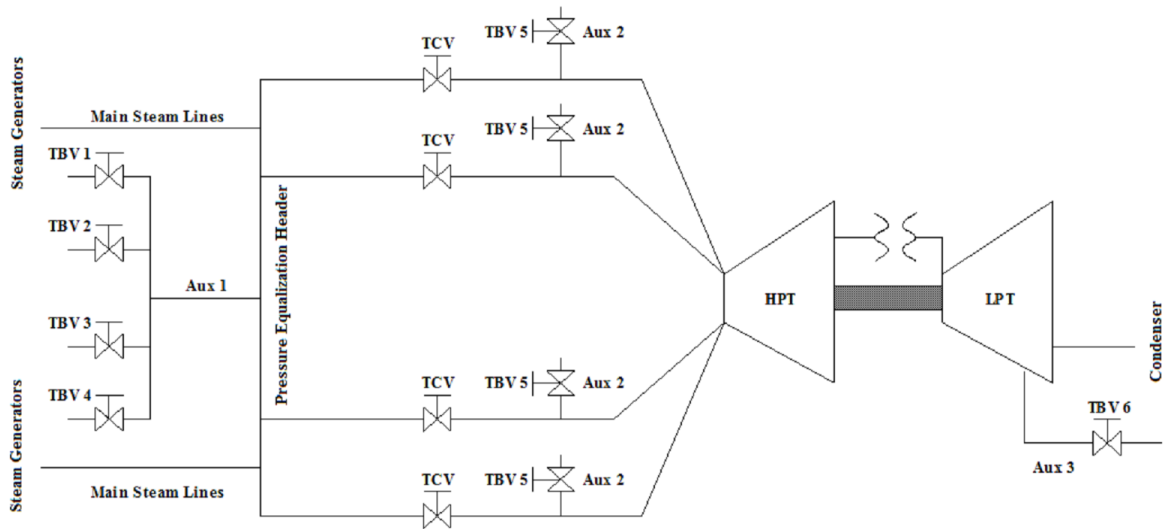 TBV 5
Aux 2
TCV
Steam Generators
Main Steam Lines
TBV 5
Aux 2
TCV
TBV 1
TBV 2
Pressure Equalization Header
Aux 1
HPT
LPT
TBV 3
Condenser
TBV 4
TBV 5
Aux 2
TCV
TBV 6
Steam Generators
Aux 3
TBV 5
Aux 2
Main Steam Lines
TCV